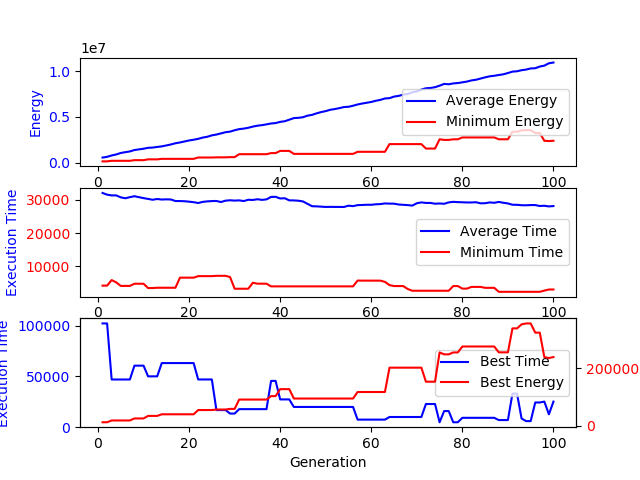 1e7
1.0
0.5
0.0
Energy
Average Energy
Minimum Energy
0 20 40 60 80 100
30000
20000
10000
Execution Time
Average Time
Minimum Time
0 20 40 60 80 100
100000
50000
0
Execution Time
Best Time
Best Energy
200000
0
0 20 40 60 80 100
Generation